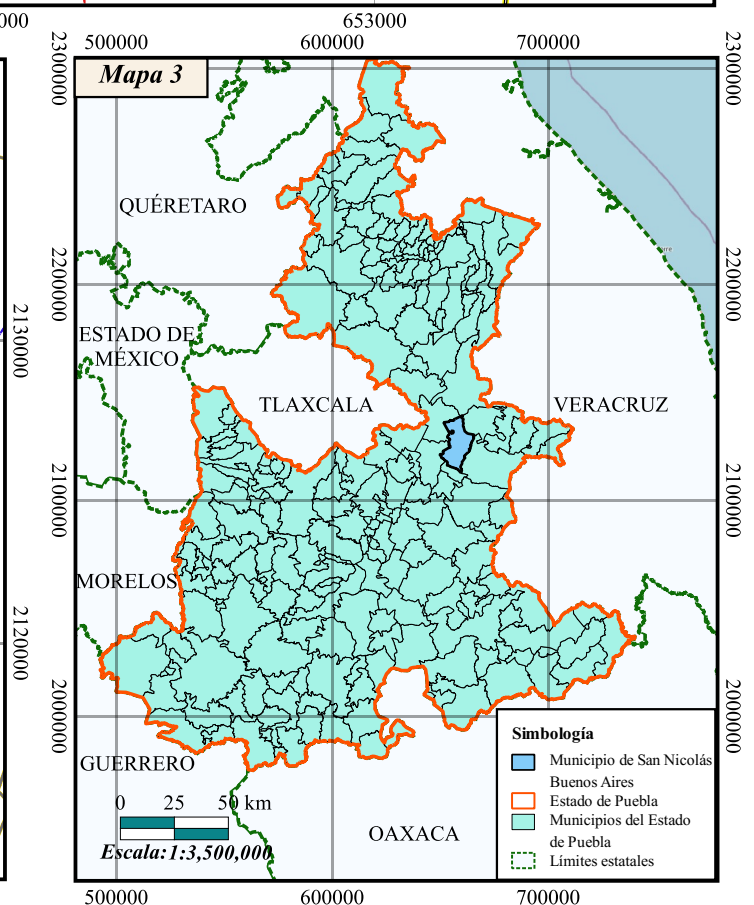 000
653000
500000
600000
700000
2300000
2300000
Mapa 3
QUÉRETARO
2200000
2200000
2130000
ESTADO DE
MÉXICO
TLAXCALA
VERACRUZ
2100000
2100000
MORELOS
2120000
2000000
2000000
GUERRERO
0 25 50 km
Escala:1:3,500,000
OAXACA
Simbología
Municipio de San Nicolás
Buenos Aires
Estado de Puebla
Municipios del Estado
de Puebla
Límites estatales
500000
600000
700000